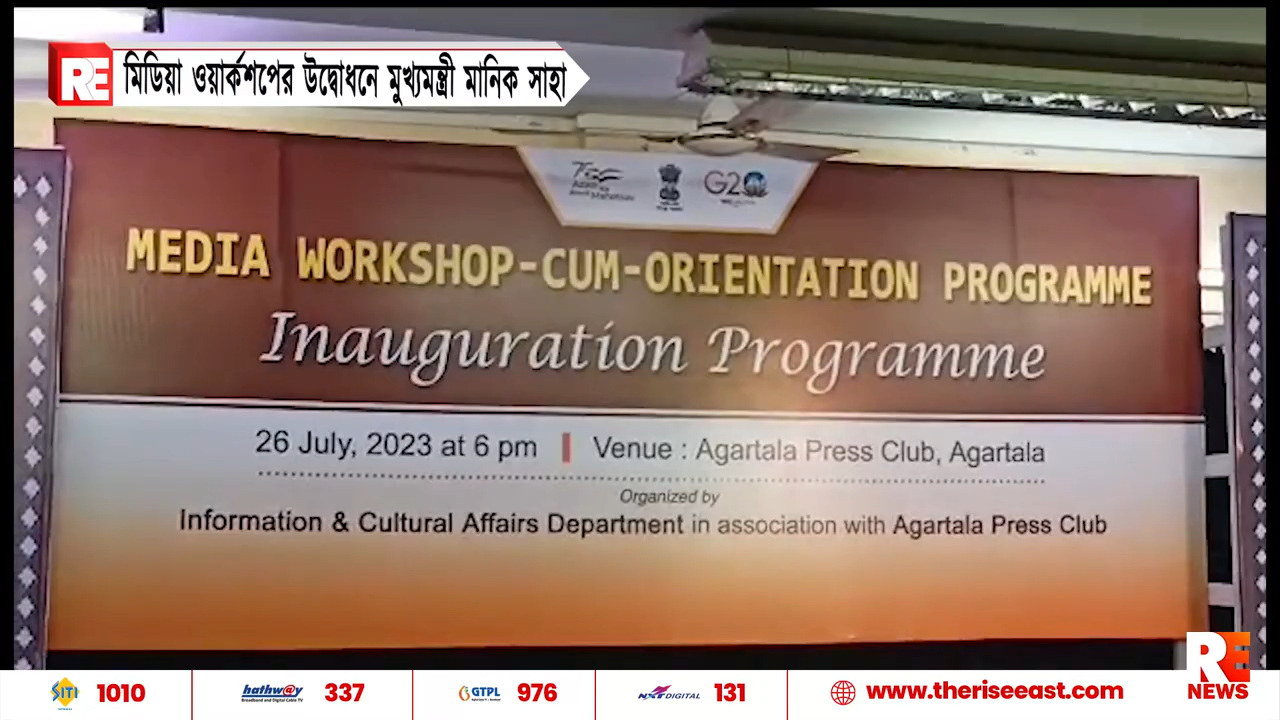 RE
মিডিয়া ওয়ার্কশপের উদ্বোধনে মুখ্যমন্ত্রী মানিক সাহা
G20
MEDIA WORKSHOP-CUM-ORIENTATION PROGRAMME
Inauguration Programme
26 July, 2023 at 6 pm | Venue : Agartala Press Club, Agartala
Organized by
Information & Cultural Affairs Department in association with Agartala Press Club
RE
NEWS
SITI 1010
hathw@y 337
GTPL 976
NXT DIGITAL 131
www.theriseeast.com